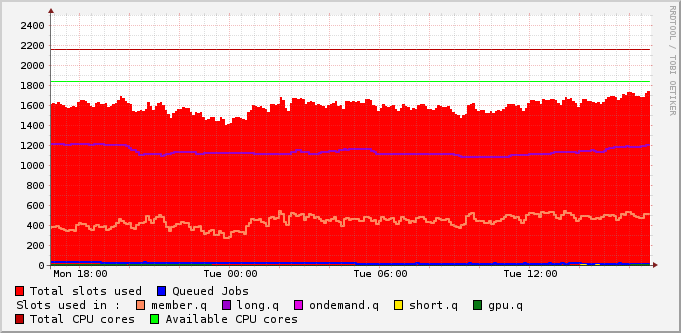 2400
2200
2000
1800
1600
1400
1200
1000
800
600
400
200
0
Mon 18:00 Tue 00:00 Tue 06:00 Tue 12:00
RRDTOOL / TOBI OETIKER
Total slots used Queued Jobs
Slots used in : member.q long.q ondemand.q short.q gpu.q
Total CPU cores Available CPU cores